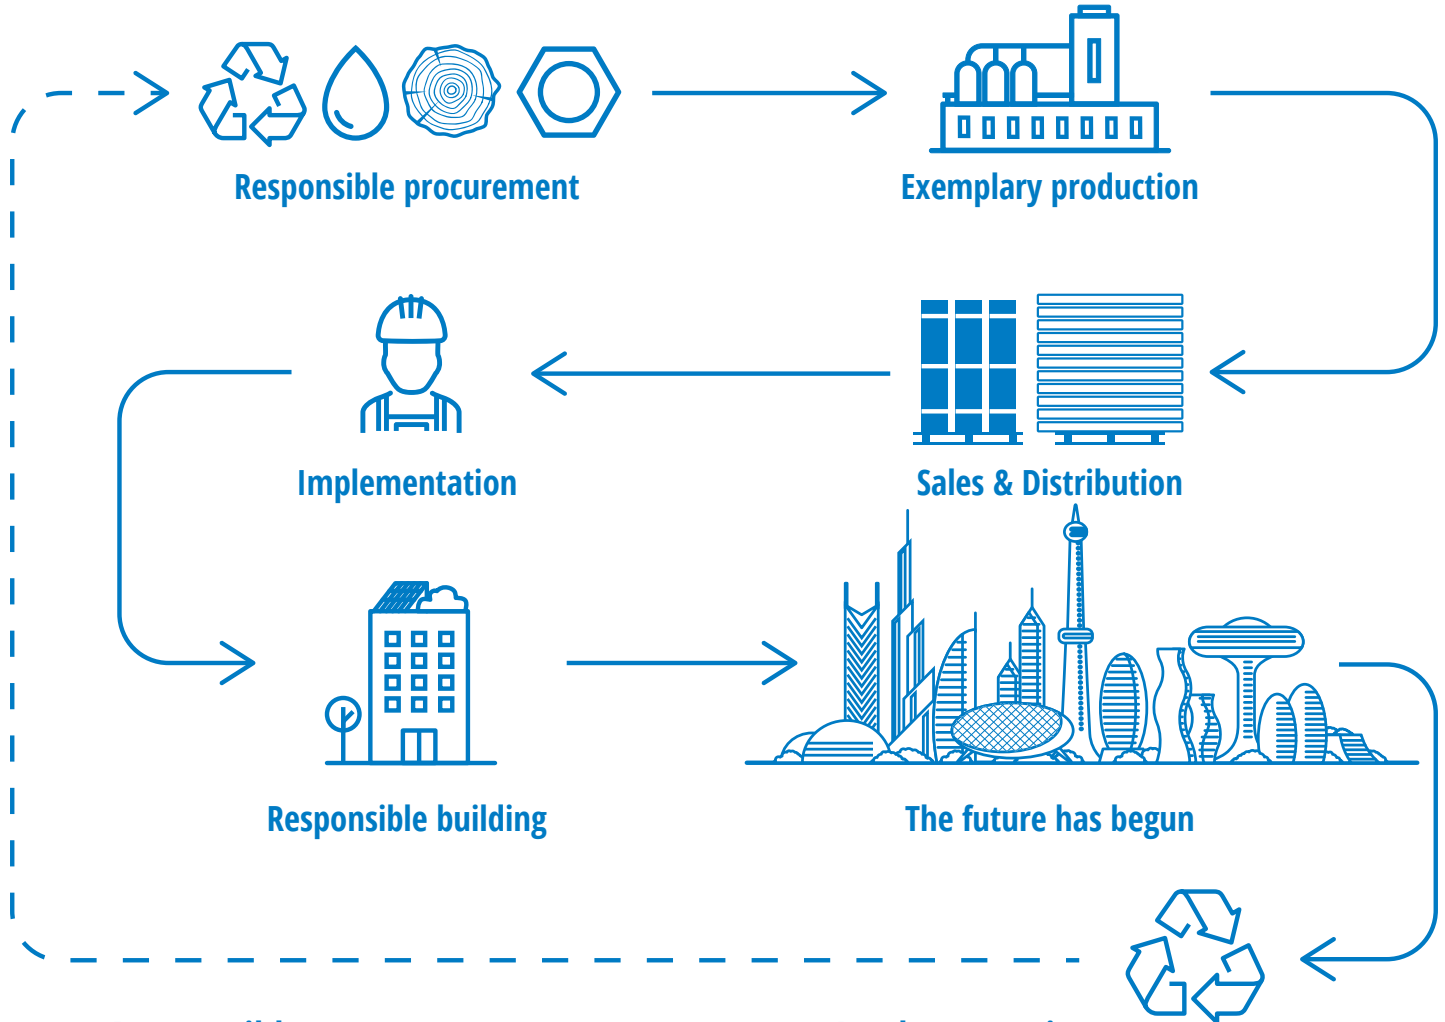 Responsible procurement
Exemplary production
Implementation
Sales & Distribution
Responsible building
The future has begun